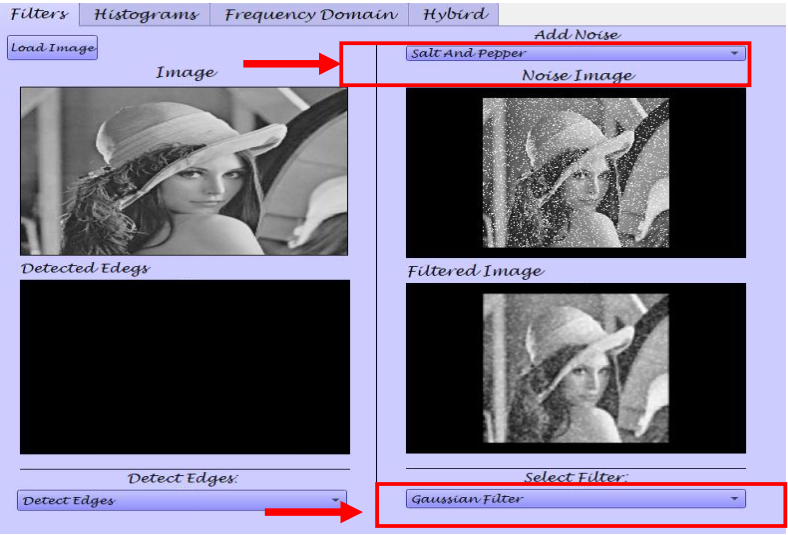 Filters Histograms Frequency Domain Hybird
Load Image
Image
Detected Edegs
Detect Edges:
Detect Edges
Add Noise
Salt And Pepper
Noise Image
Filtered Image
Select Filter:
Gaussian Filter